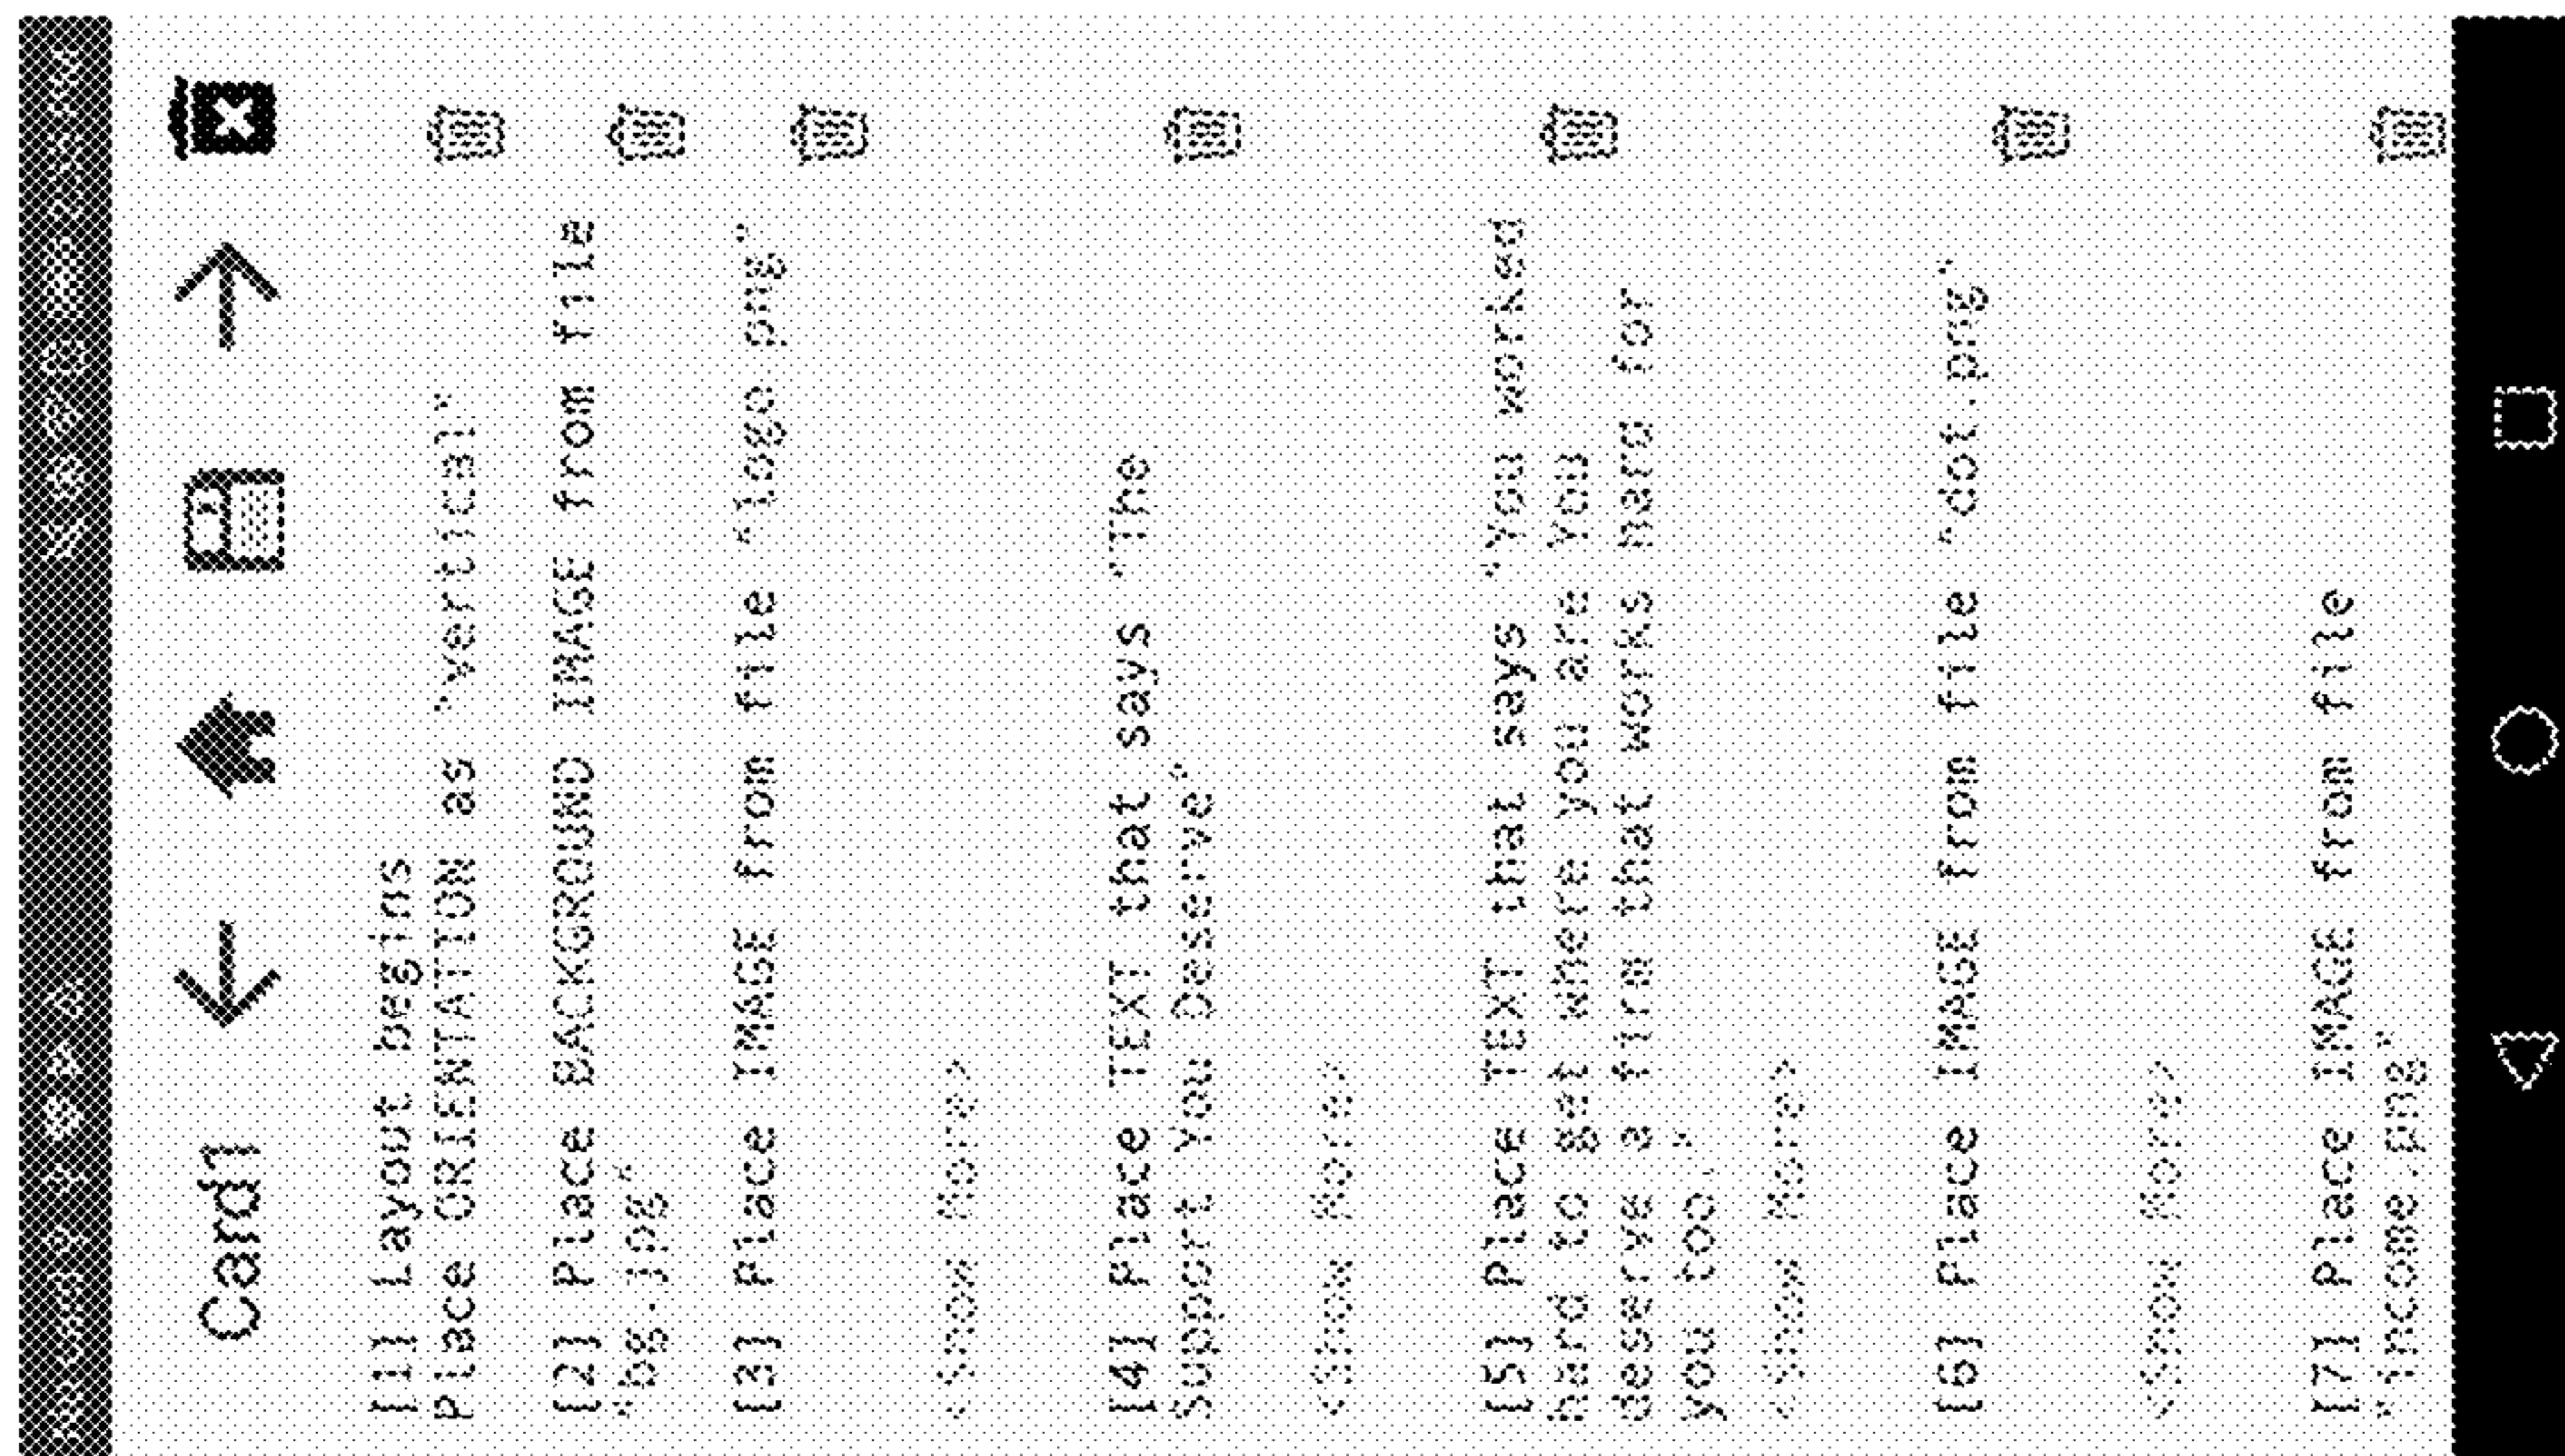 Card1
[1] Layout begins
Place ORIENTATION as "vertical"
[2] Place BACKGROUND IMAGE from file
"bg.jpg"
[3] Place IMAGE from file "logo.png"
<Show More>
[4] Place TEXT that says "The
Support You Deserve"
<Show More>
[5] Place TEXT that says "You worked
hard to get where you are You
deserve a firm that works hard for
you too."
<Show More>
[6] Place IMAGE from file "dot.png"
<Show More>
[7] Place IMAGE from file
"income.png"